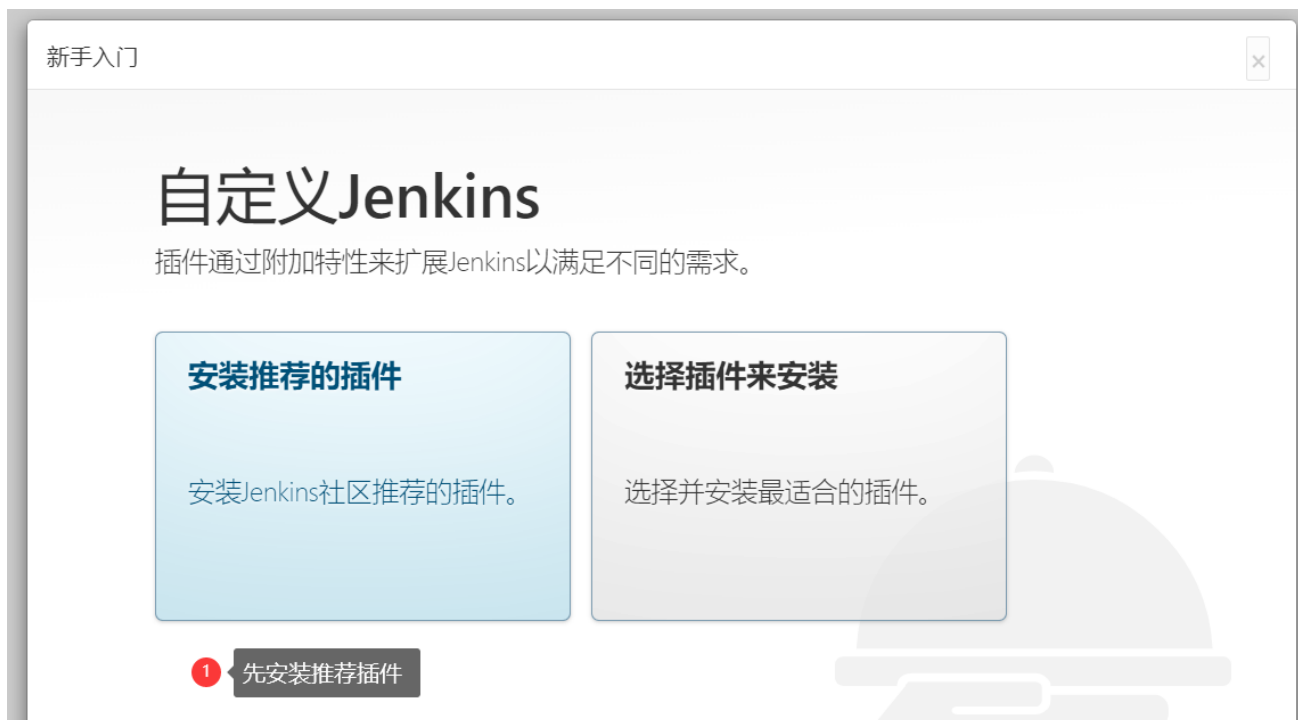 新手入门
×
自定义Jenkins
插件通过附加特性来扩展Jenkins以满足不同的需求。
安装推荐的插件
安装Jenkins社区推荐的插件。
选择插件来安装
选择并安装最适合的插件。
1 先安装推荐插件